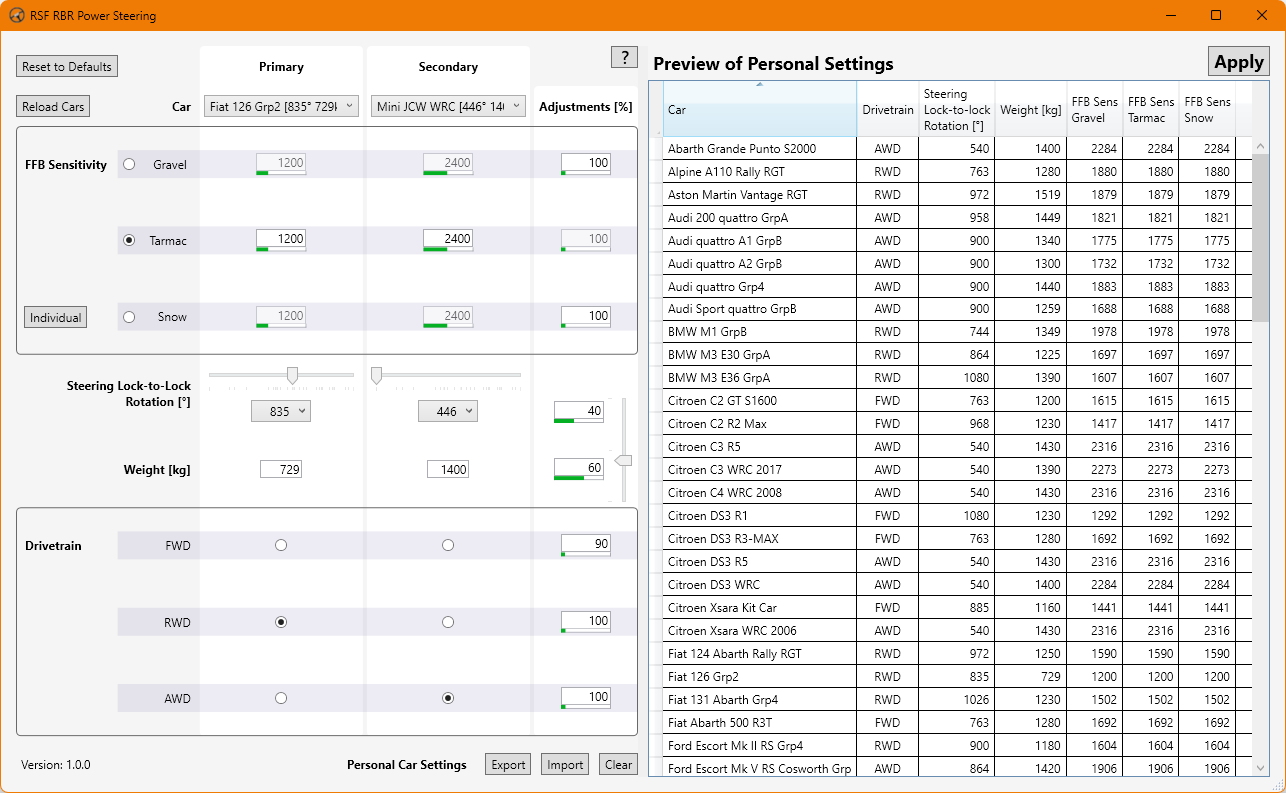 RSF RBR Power Steering
Reset to Defaults
Primary
Secondary
?
Reload Cars
Car
Fiat 126 Grp2 [835° 729k
Mini JCW WRC [446° 140
Adjustments [%]
FFB Sensitivity
Gravel
1200
2400
100
Tarmac
1200
2400
100
Individual
Snow
1200
2400
100
Steering Lock-to-Lock
Rotation [°]
835
446
40
Weight [kg]
729
1400
60
Drivetrain
FWD
90
RWD
100
AWD
100
Version: 1.0.0
Personal Car Settings
Export
Import
Clear
Preview of Personal Settings
Apply
Car
Drivetrain
Steering
Lock-to-lock
Rotation [°]
Weight [kg]
FFB Sens
Gravel
FFB Sens
Tarmac
FFB Sens
Snow
Abarth Grande Punto S2000 AWD 540 1400 2284 2284 2284
Alpine A110 Rally RGT RWD 763 1280 1880 1880 1880
Aston Martin Vantage RGT RWD 972 1519 1879 1879 1879
Audi 200 quattro GrpA AWD 958 1449 1821 1821 1821
Audi quattro A1 GrpB AWD 900 1340 1775 1775 1775
Audi quattro A2 GrpB AWD 900 1300 1732 1732 1732
Audi quattro Grp4 AWD 900 1440 1883 1883 1883
Audi Sport quattro GrpB AWD 900 1259 1688 1688 1688
BMW M1 GrpB RWD 744 1349 1978 1978 1978
BMW M3 E30 GrpA RWD 864 1225 1697 1697 1697
BMW M3 E36 GrpA RWD 1080 1390 1607 1607 1607
Citroen C2 GT S1600 FWD 763 1200 1615 1615 1615
Citroen C2 R2 Max FWD 968 1230 1417 1417 1417
Citroen C3 R5 AWD 540 1430 2316 2316 2316
Citroen C3 WRC 2017 AWD 540 1390 2273 2273 2273
Citroen C4 WRC 2008 AWD 540 1430 2316 2316 2316
Citroen DS3 R1 FWD 1080 1230 1292 1292 1292
Citroen DS3 R3-MAX FWD 763 1280 1692 1692 1692
Citroen DS3 R5 AWD 540 1430 2316 2316 2316
Citroen DS3 WRC AWD 540 1400 2284 2284 2284
Citroen Xsara Kit Car FWD 885 1160 1441 1441 1441
Citroen Xsara WRC 2006 AWD 540 1430 2316 2316 2316
Fiat 124 Abarth Rally RGT RWD 972 1250 1590 1590 1590
Fiat 126 Grp2 RWD 835 729 1200 1200 1200
Fiat 131 Abarth Grp4 RWD 1026 1230 1502 1502 1502
Fiat Abarth 500 R3T FWD 763 1280 1692 1692 1692
Ford Escort Mk II RS Grp4 RWD 900 1180 1604 1604 1604
Ford Escort Mk V RS Cosworth Grp AWD 864 1420 1906 1906 1906